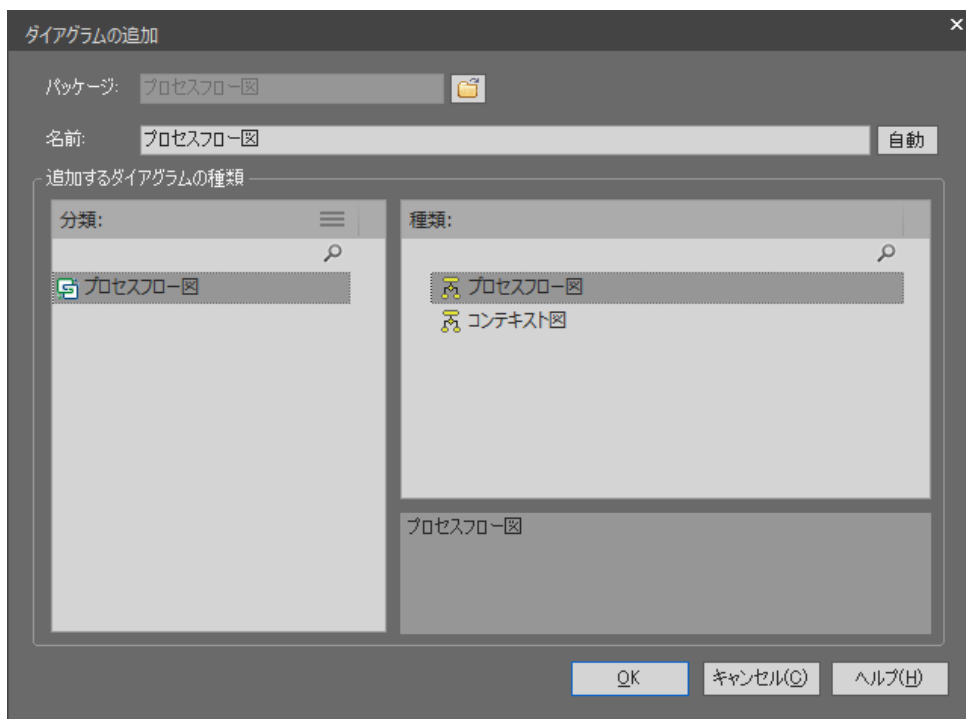 ダイアグラムの追加
パッケージ: プロセスフロー図
名前: プロセスフロー図 自動
追加するダイアグラムの種類
分類:
プロセスフロー図
種類:
プロセスフロー図
コンテキスト図
プロセスフロー図
OK キャンセル(C) ヘルプ(H)